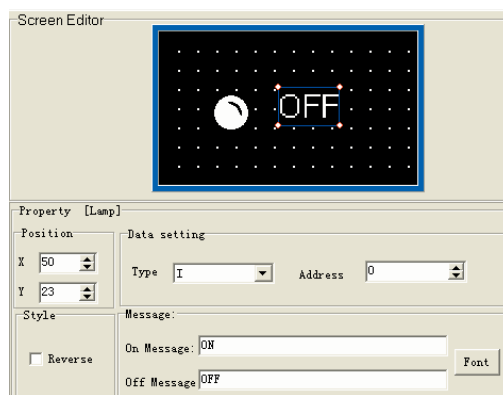 Screen Editor
OFF
Property [Lamp]
Position
Data setting
X 50
Type I Address 0
Y 23
Style
Message:
Reverse
On Message: ON
Font
Off Message OFF